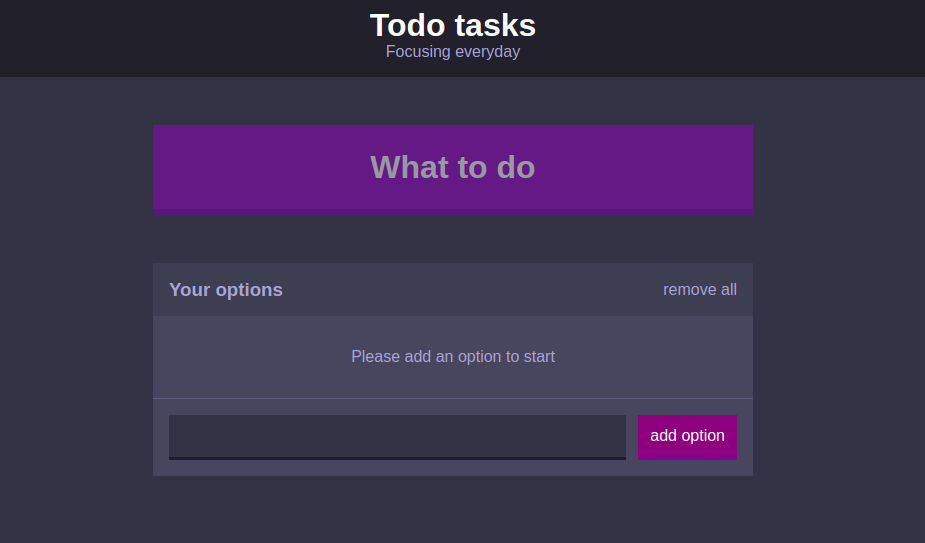 Todo tasks
Focusing everyday
What to do
Your options remove all
Please add an option to start
add option